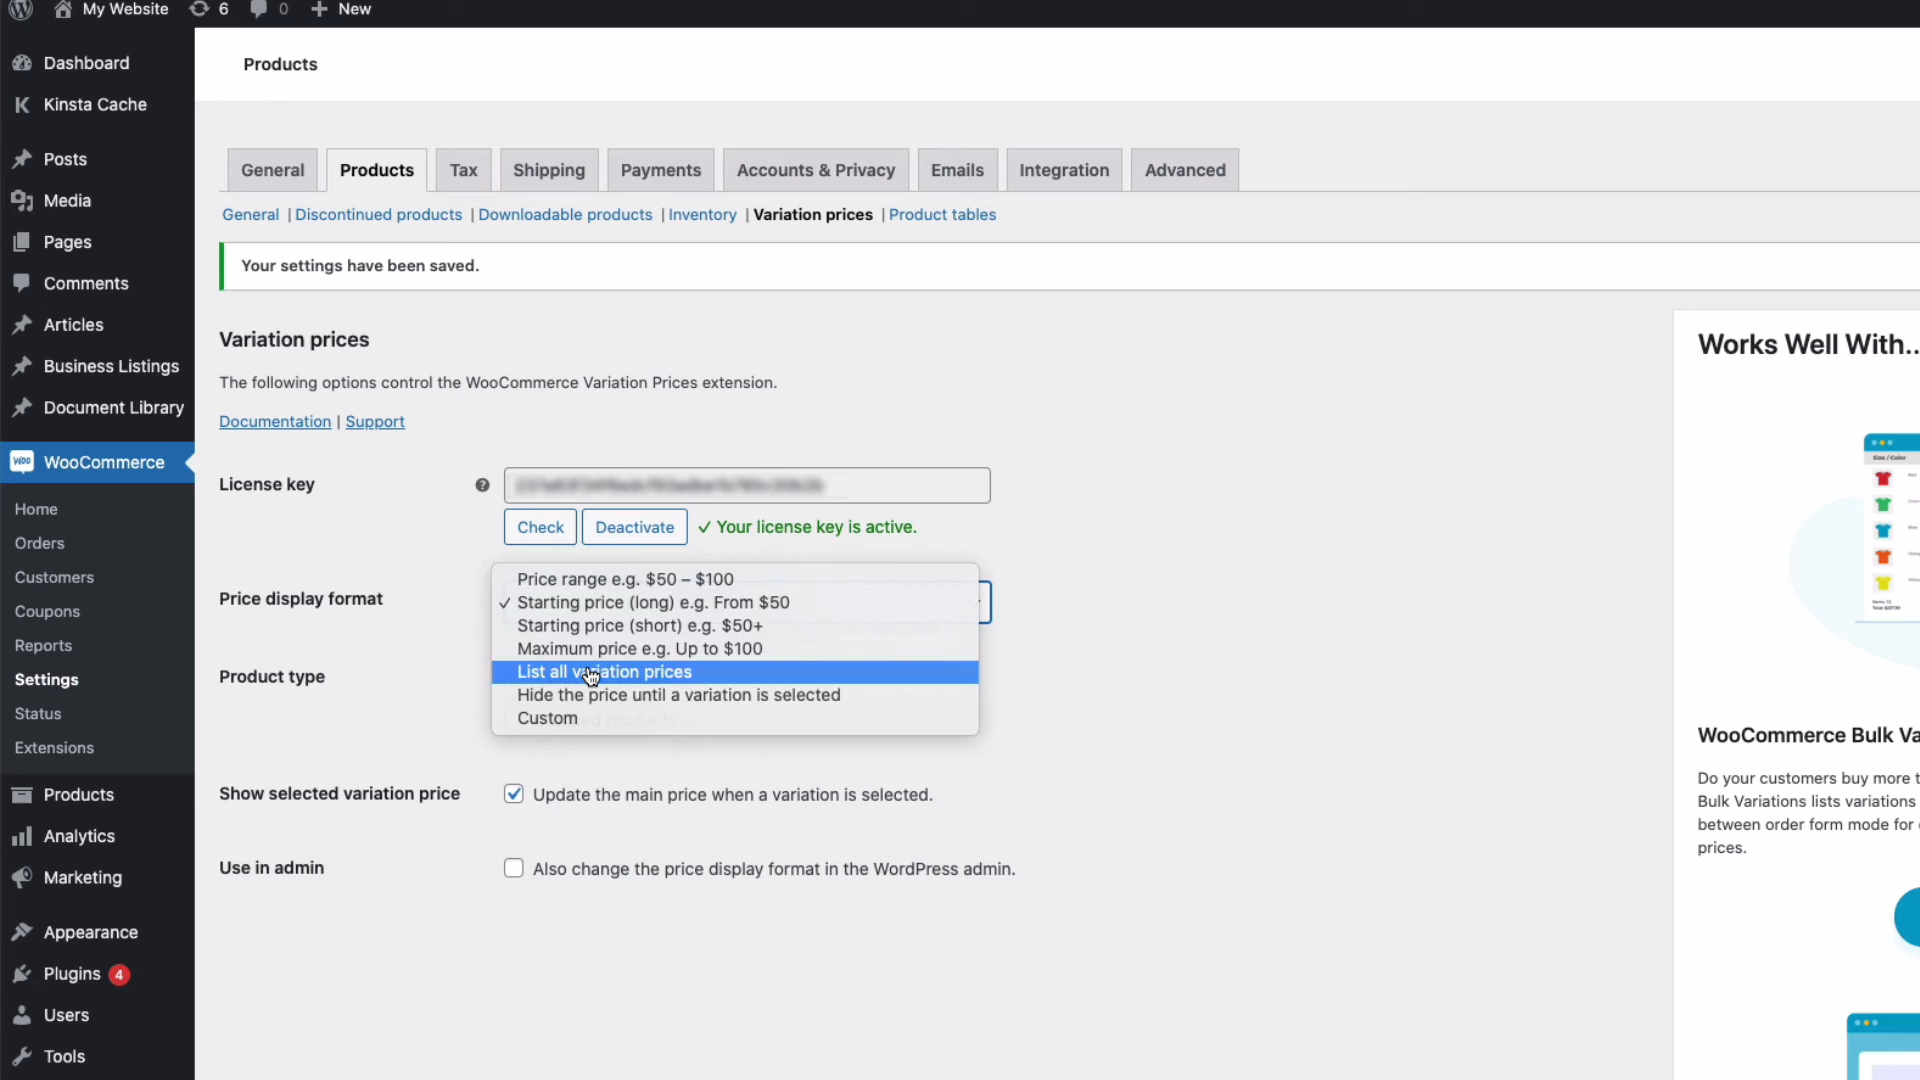 My Website 6 0 New
Dashboard
Kinsta Cache
Posts
Media
Pages
Comments
Articles
Business Listings
Document Library
WooCommerce
Home
Orders
Customers
Coupons
Reports
Settings
Status
Extensions
Products
Analytics
Marketing
Appearance
Plugins 4
Users
Tools
Products
General Products Tax Shipping Payments Accounts & Privacy Emails Integration Advanced
General | Discontinued products | Downloadable products | Inventory | Variation prices | Product tables
Your settings have been saved.
Variation prices
The following options control the WooCommerce Variation Prices extension.
Documentation | Support
License key
Check Deactivate ✓ Your license key is active.
Price display format
Price range e.g. $50 – $100
✓ Starting price (long) e.g. From $50
Starting price (short) e.g. $50+
Maximum price e.g. Up to $100
List all variation prices
Hide the price until a variation is selected
Custom
Product type
Show selected variation price Update the main price when a variation is selected.
Use in admin Also change the price display format in the WordPress admin.
Works Well With..
Size / Color
WooCommerce Bulk Va
Do your customers buy more t
Bulk Variations lists variations
between order form mode for
prices.